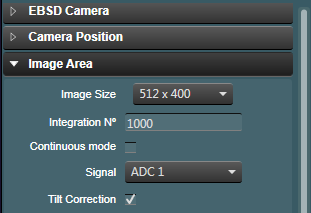 EBSD Camera
Camera Position
Image Area
Image Size 512 x 400
Integration Nº 1000
Continuous mode
Signal ADC 1
Tilt Correction